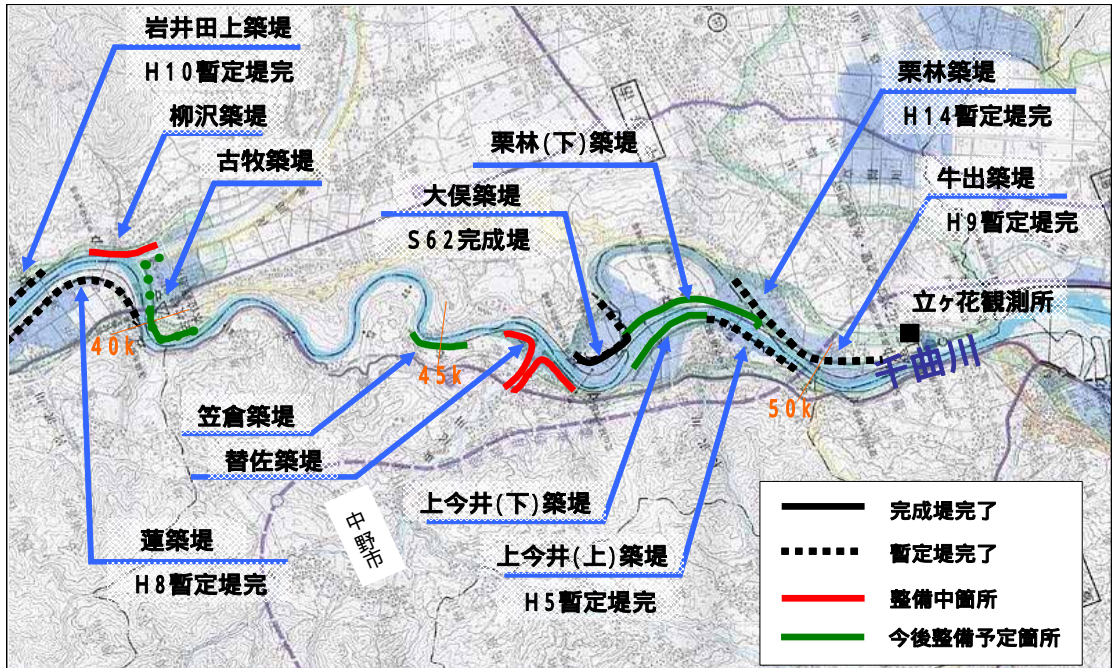 岩井田上築堤
H10暫定堤完
柳沢築堤
古牧築堤
栗林(下)築堤
大俣築堤
S62完成堤
栗林築堤
H14暫定堤完
牛出築堤
H9暫定堤完
立ヶ花観測所
千曲川
40k
45k
50k
笠倉築堤
替佐築堤
蓮築堤
H8暫定堤完
中野市
上今井(下)築堤
上今井(上)築堤
H5暫定堤完
完成堤完了
暫定堤完了
整備中箇所
今後整備予定箇所